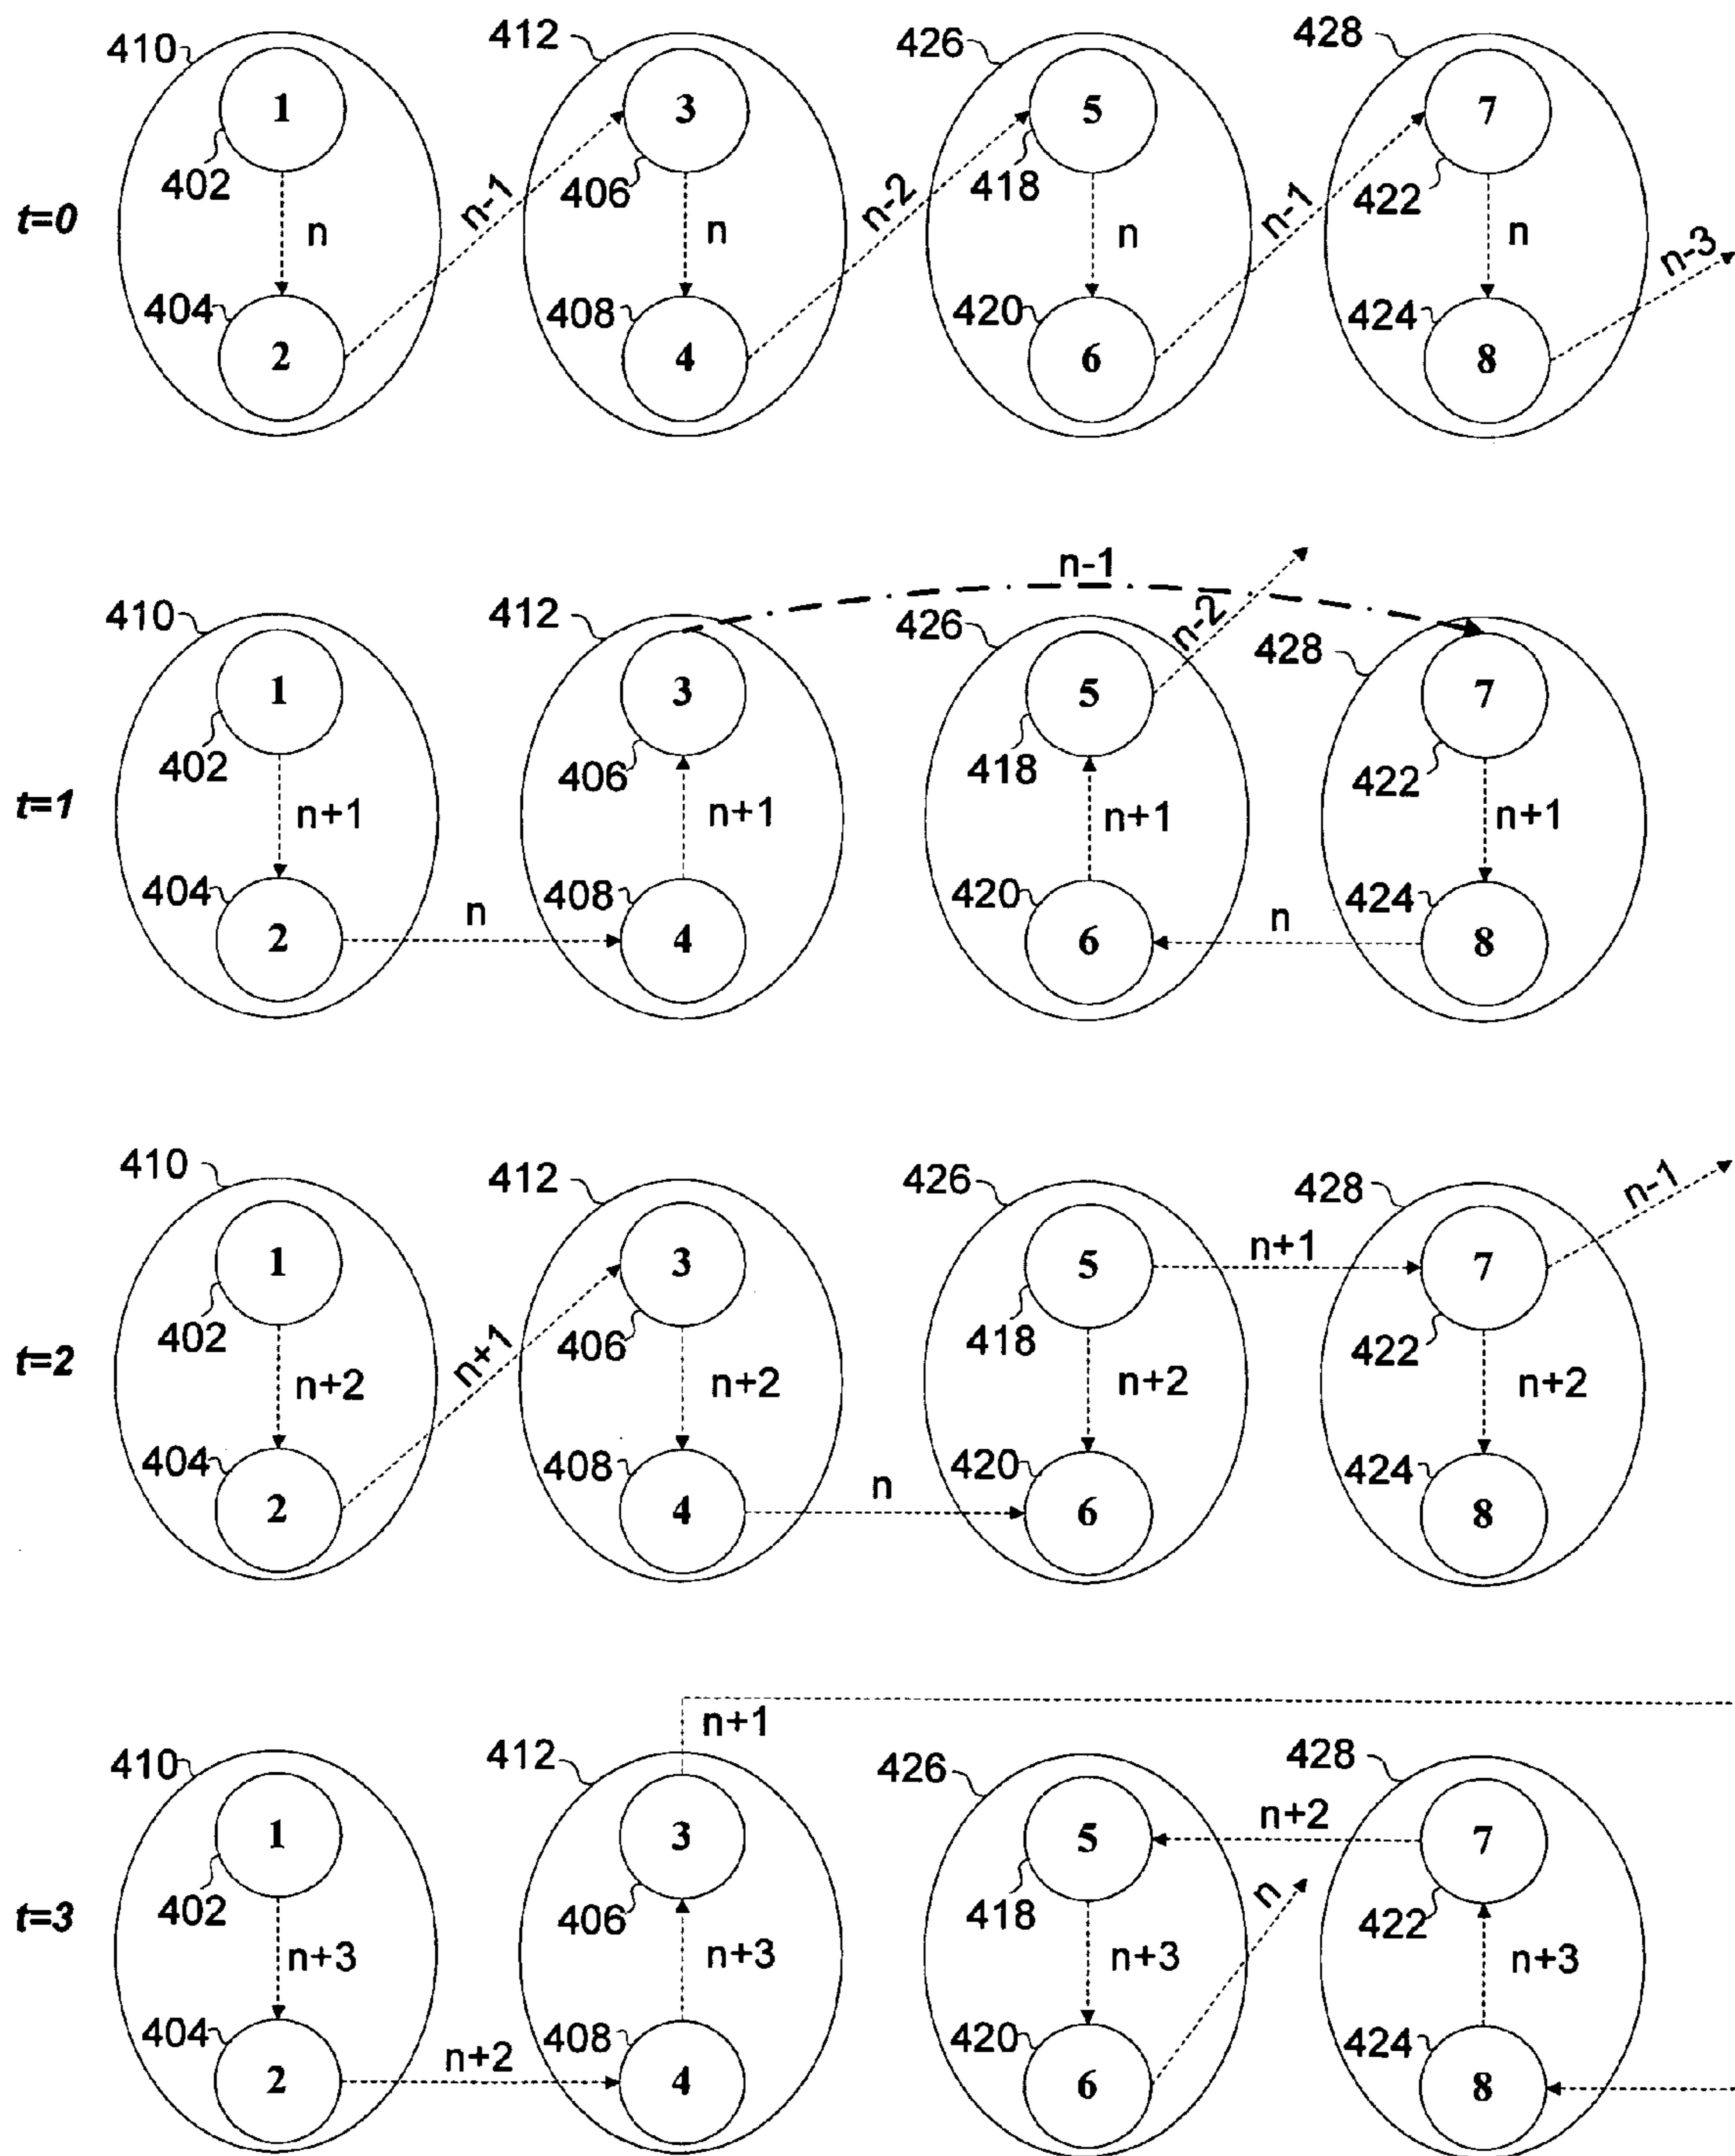 410 412 426 428
1 3 5 7
402 406 418 422
t=0 n n-1 n n-2 n n-1 n n-3
404 408 420 424
2 4 6 8
n-1
410 412 426 n-2 428
1 3 5 7
402 406 418 422
t=1 n+1 n+1 n+1 n+1
404 n 408 420 n 424
2 4 6 8
410 412 426 428 n-1
1 3 5 n+1 7
402 406 418 422
t=2 n+2 n+1 n+2 n+2 n+2
404 408 n 420 424
2 4 6 8
n+1
410 412 426 428
1 3 5 n+2 7
402 406 418 n 422
t=3 n+3 n+3 n+3 n+3
404 n+2 408 420 424
2 4 6 8